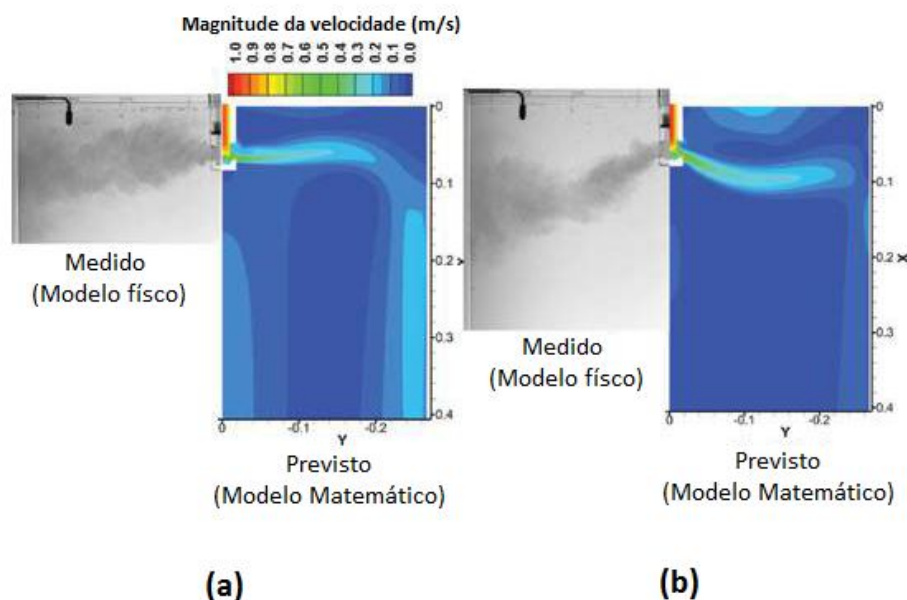 Magnitude da velocidade (m/s)
1.0 0.9 0.8 0.7 0.6 0.5 0.4 0.3 0.2 0.1 0.0
0
0.1
0.2
0.3
0.4
0 -0.1 -0.2
Y
Medido
(Modelo físco)
Previsto
(Modelo Matemático)
(a)
0
0.1
0.2
X
0.3
0.4
0 -0.1 -0.2
Y
Medido
(Modelo físco)
Previsto
(Modelo Matemático)
(b)